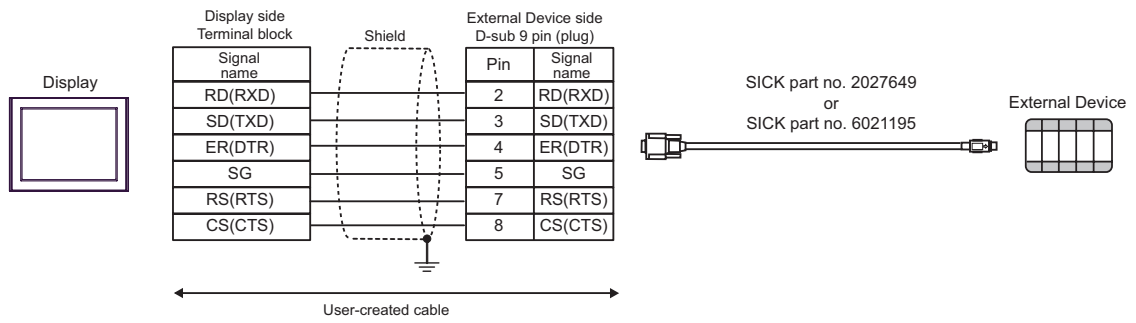 Display
Display side
Terminal block
Signal
name
RD(RXD)
SD(TXD)
ER(DTR)
SG
RS(RTS)
CS(CTS)
Shield
External Device side
D-sub 9 pin (plug)
Pin
Signal
name
2 RD(RXD)
3 SD(TXD)
4 ER(DTR)
5 SG
7 RS(RTS)
8 CS(CTS)
User-created cable
SICK part no. 2027649
or
SICK part no. 6021195
External Device